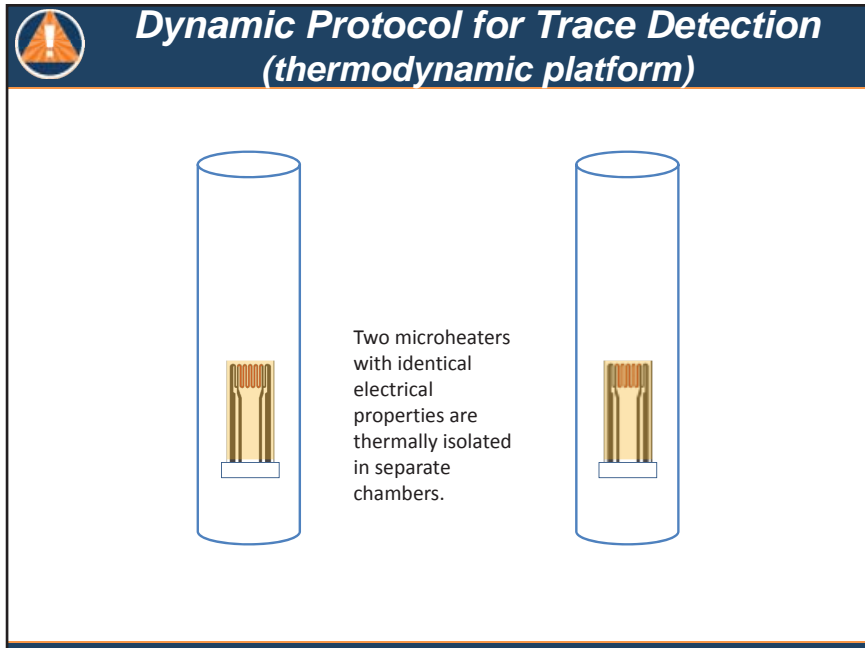 Dynamic Protocol for Trace Detection
(thermodynamic platform)
Two microheaters
with identical
electrical
properties are
thermally isolated
in separate
chambers.